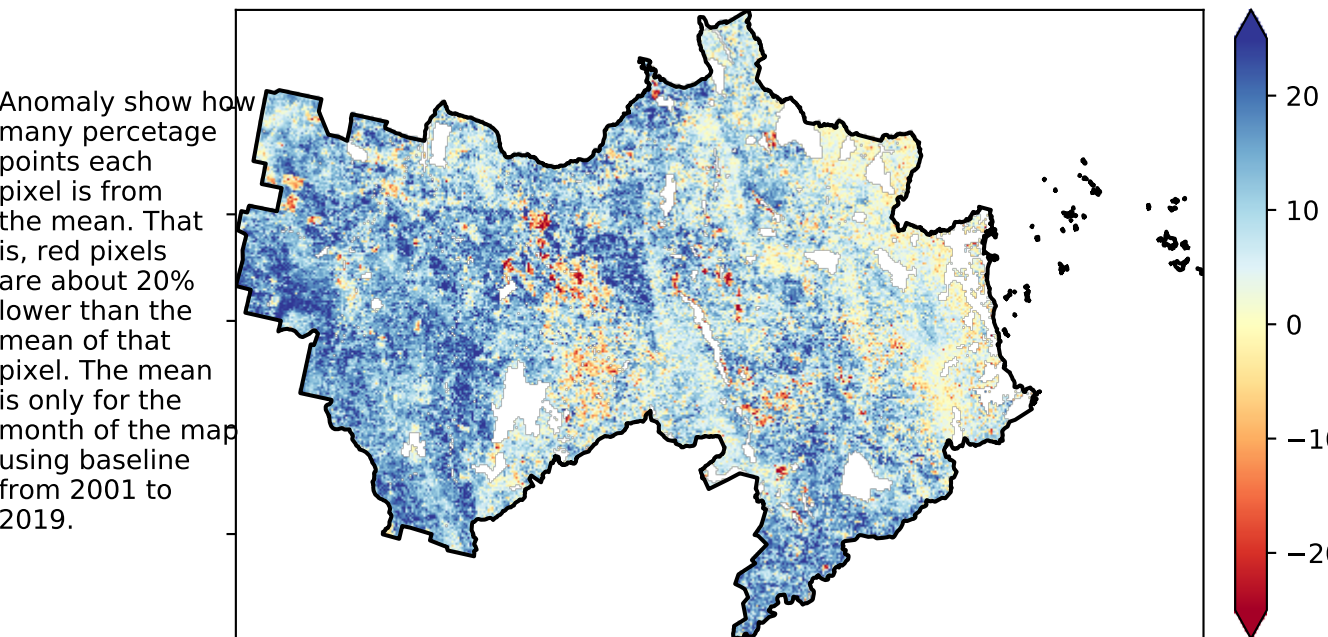 Anomaly show how
many percetage
points each
pixel is from
the mean. That
is, red pixels
are about 20%
lower than the
mean of that
pixel. The mean
is only for the
month of the map
using baseline
from 2001 to
2019.
20
10
0
−10
−20